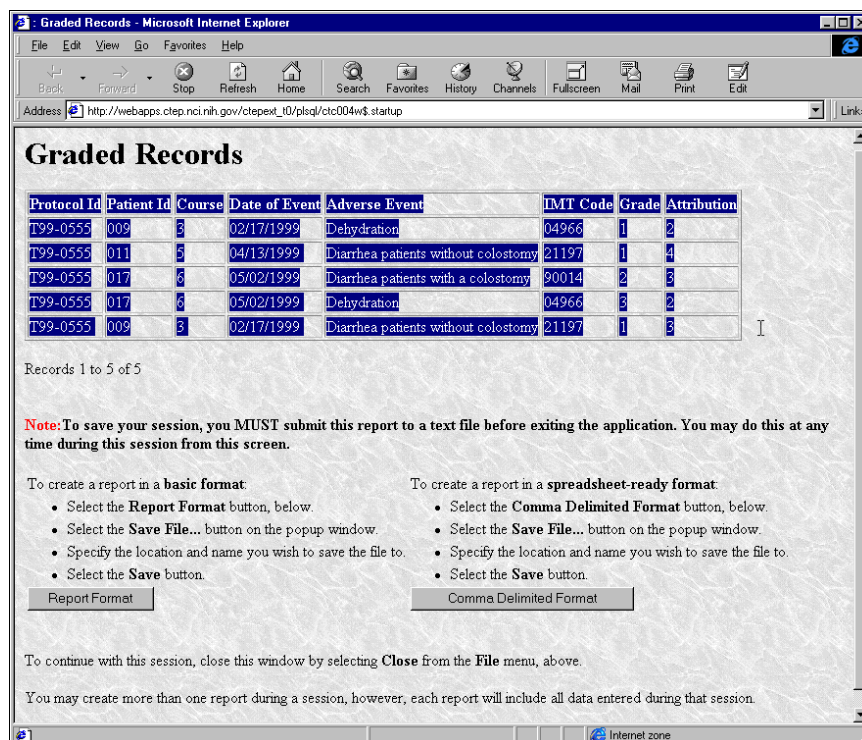 : Graded Records - Microsoft Internet Explorer
File Edit View Go Favorites Help
Back Forward Stop Refresh Home Search Favorites History Channels Fullscreen Mail Print Edit
Address http://webapps.ctep.nci.nih.gov/ctepext_t0/plsql/ctc004w$.startup Links
Graded Records
Protocol Id Patient Id Course Date of Event Adverse Event IMT Code Grade Attribution
T99-0555 009 3 02/17/1999 Dehydration 04966 1 2
T99-0555 011 5 04/13/1999 Diarrhea patients without colostomy 21197 1 4
T99-0555 017 6 05/02/1999 Diarrhea patients with a colostomy 90014 2 3
T99-0555 017 6 05/02/1999 Dehydration 04966 3 2
T99-0555 009 3 02/17/1999 Diarrhea patients without colostomy 21197 1 3
Records 1 to 5 of 5
Note:To save your session, you MUST submit this report to a text file before exiting the application. You may do this at any
time during this session from this screen.
To create a report in a basic format:
• Select the Report Format button, below.
• Select the Save File... button on the popup window.
• Specify the location and name you wish to save the file to.
• Select the Save button.
Report Format
To create a report in a spreadsheet-ready format:
• Select the Comma Delimited Format button, below.
• Select the Save File... button on the popup window.
• Specify the location and name you wish to save the file to.
• Select the Save button.
Comma Delimited Format
To continue with this session, close this window by selecting Close from the File menu, above.
You may create more than one report during a session, however, each report will include all data entered during that session.
Internet zone